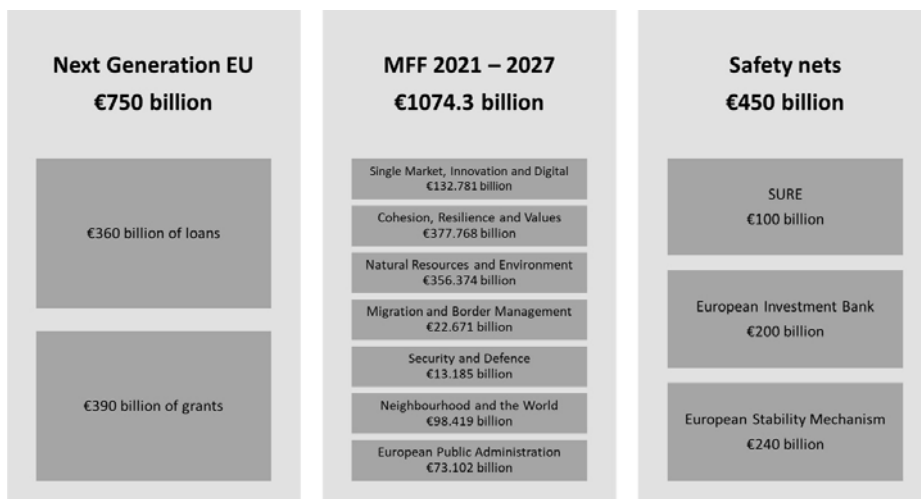 Next Generation EU
€750 billion
€360 billion of loans
€390 billion of grants
MFF 2021 – 2027
€1074.3 billion
Single Market, Innovation and Digital
€132.781 billion
Cohesion, Resilience and Values
€377.768 billion
Natural Resources and Environment
€356.374 billion
Migration and Border Management
€22.671 billion
Security and Defence
€13.185 billion
Neighbourhood and the World
€98.419 billion
European Public Administration
€73.102 billion
Safety nets
€450 billion
SURE
€100 billion
European Investment Bank
€200 billion
European Stability Mechanism
€240 billion